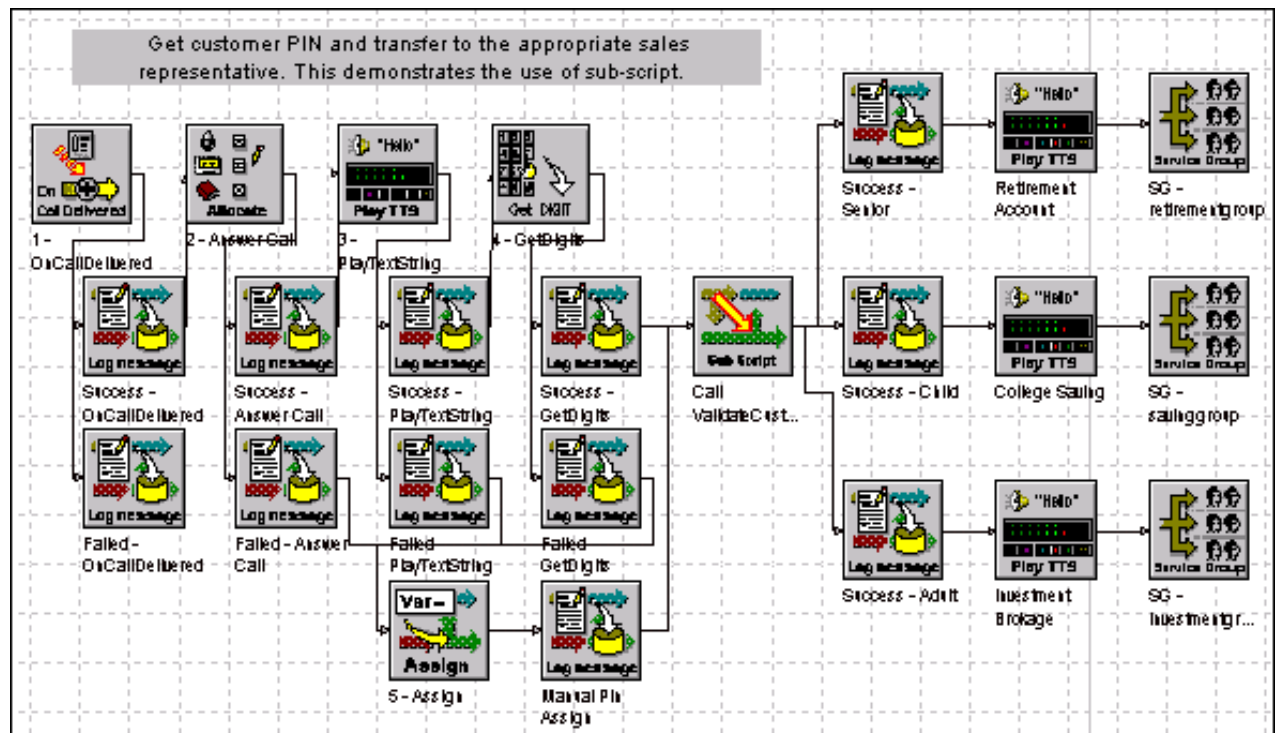 Get customer PIN and transfer to the appropriate sales
representative. This demonstrates the use of sub-script.
On
Call Delivered
1 -
OnCallDelivered
Allocate
2 - Answer Call
"Hello"
Play TTS
3 -
PlayTextString
Get DIGIT
4 - GetDigits
Log message
Success -
Senior
"Hello"
Play TTS
Retirement
Account
Service Group
SG -
retirementgroup
Log message
Success -
OnCallDelivered
Log message
Success -
Answer Call
Log message
Success -
PlayTextString
Log message
Success -
GetDigits
Sub Script
Call
ValidateCust...
Log message
Success - Child
"Hello"
Play TTS
College Saving
Service Group
SG -
savinggroup
Log message
Failed -
OnCallDelivered
Log message
Failed - Answer
Call
Log message
Failed
PlayTextString
Log message
Failed
GetDigits
Log message
Success - Adult
"Hello"
Play TTS
Investment
Brokage
Service Group
SG -
Investmentgr...
Var=
Assign
5 - Assign
Log message
Manual Pin
Assign